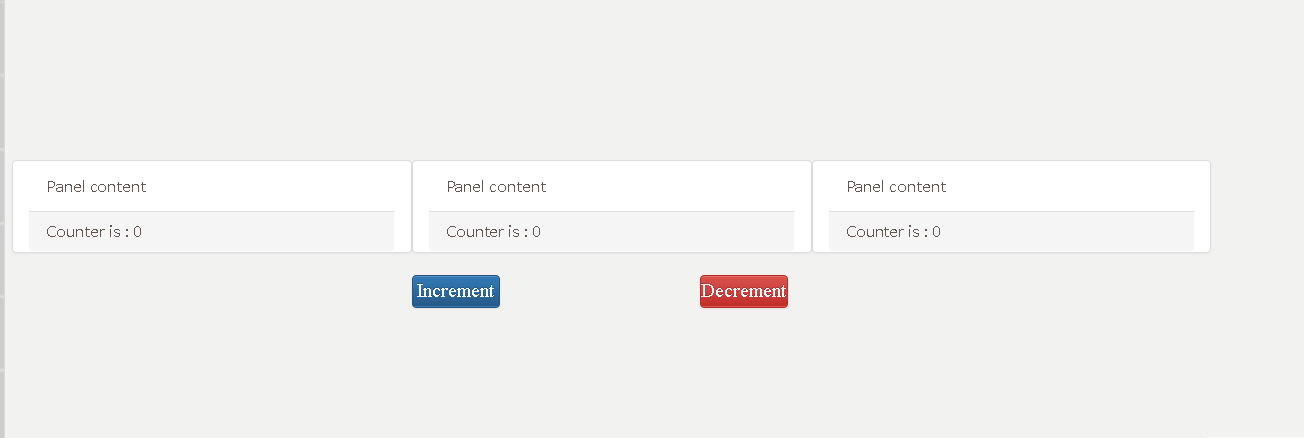 Panel content Panel content Panel content
Counter is : 0 Counter is : 0 Counter is : 0
Increment Decrement